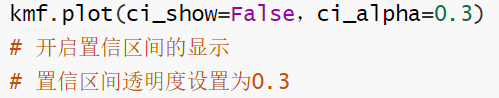 kmf.plot(ci_show=False，ci_alpha=0.3)
# 开启置信区间的显示
# 置信区间透明度设置为0.3